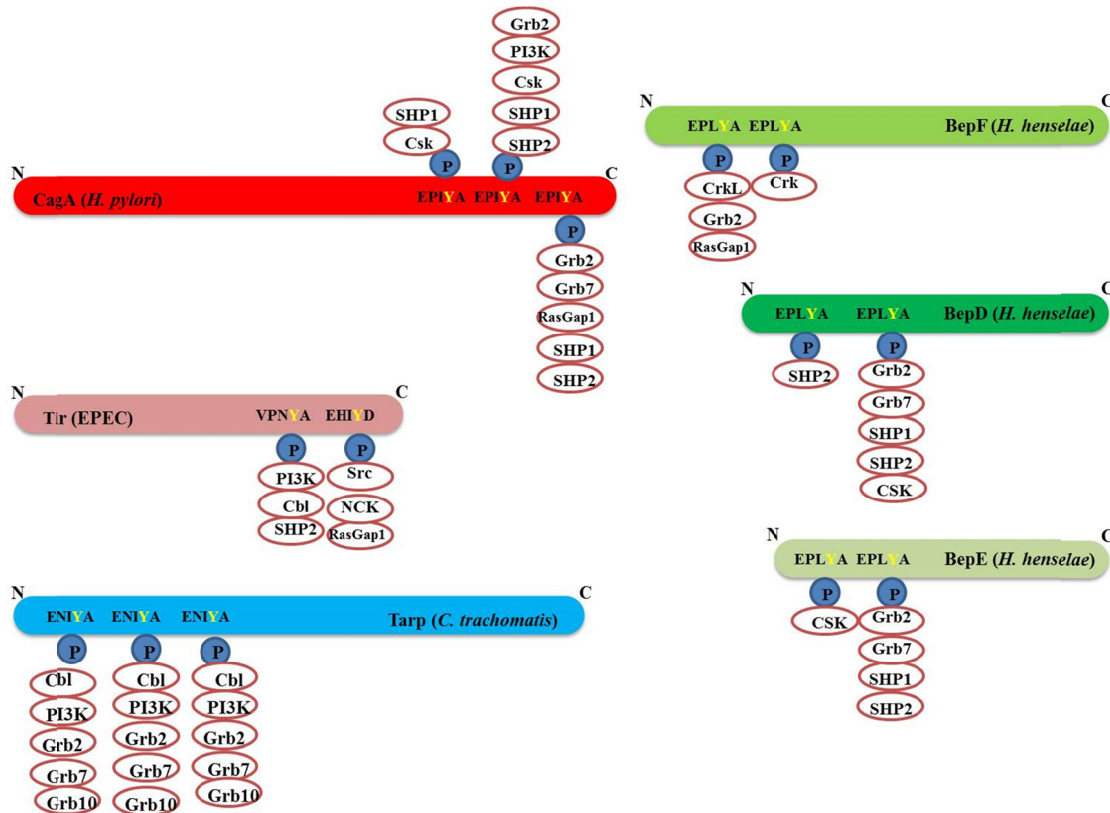 Grb2
PI3K
Csk
SHP1
SHP2
P
SHP1
Csk
P
N
C
CagA (H. pylori)
EPIYA EPIYA EPIYA
P
Grb2
Grb7
RasGap1
SHP1
SHP2
N
C
Tir (EPEC)
VPNYA EHIYD
P
PI3K
Cbl
SHP2
P
Src
NCK
RasGap1
N
C
ENIYA ENIYA ENIYA
Tarp (C. trachomatis)
P
Cbl
PI3K
Grb2
Grb7
Grb10
P
Cbl
PI3K
Grb2
Grb7
Grb10
P
Cbl
PI3K
Grb2
Grb7
Grb10
N
C
EPLYA EPLYA
BepF (H. henselae)
P
CrkL
Grb2
RasGap1
P
Crk
N
C
EPLYA EPLYA
BepD (H. henselae)
P
SHP2
P
Grb2
Grb7
SHP1
SHP2
CSK
N
C
EPLYA EPLYA
BepE (H. henselae)
P
CSK
P
Grb2
Grb7
SHP1
SHP2